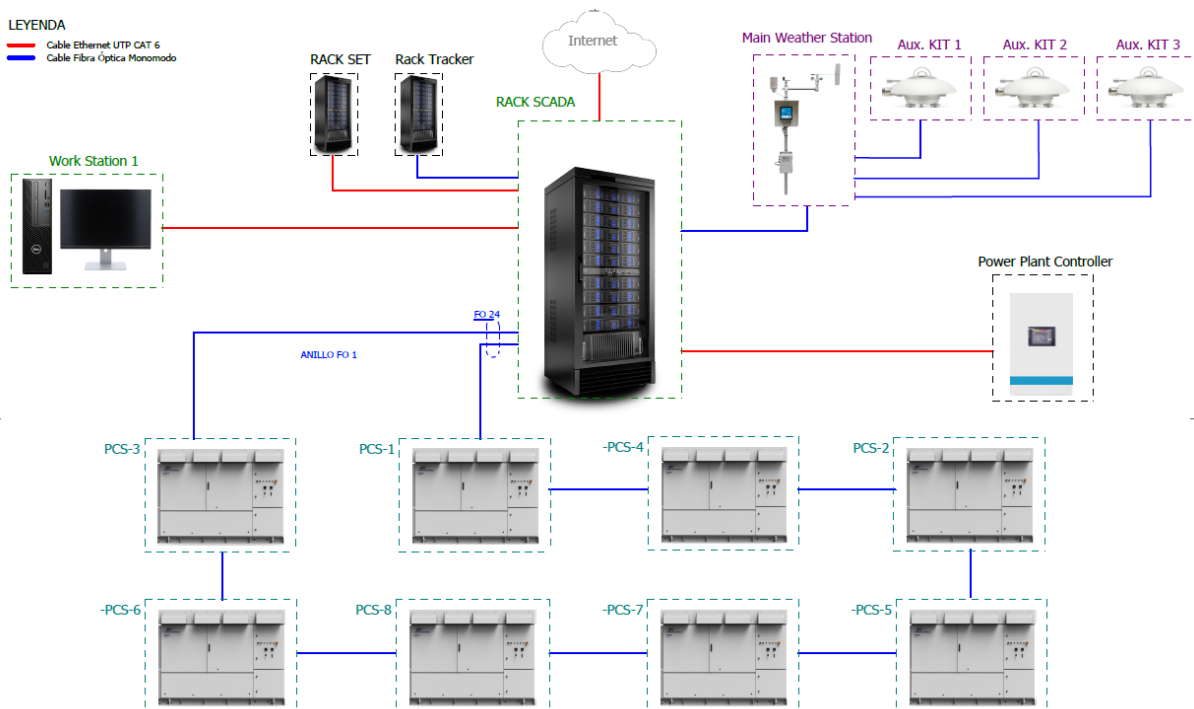 LEYENDA
Cable Ethernet UTP CAT 6
Cable Fibra Óptica Monomodo
RACK SET
Rack Tracker
RACK SCADA
Internet
Main Weather Station
Aux. KIT 1
Aux. KIT 2
Aux. KIT 3
Work Station 1
Power Plant Controller
FO 24
ANILLO FO 1
PCS-3
PCS-1
-PCS-4
PCS-2
-PCS-6
PCS-8
-PCS-7
-PCS-5